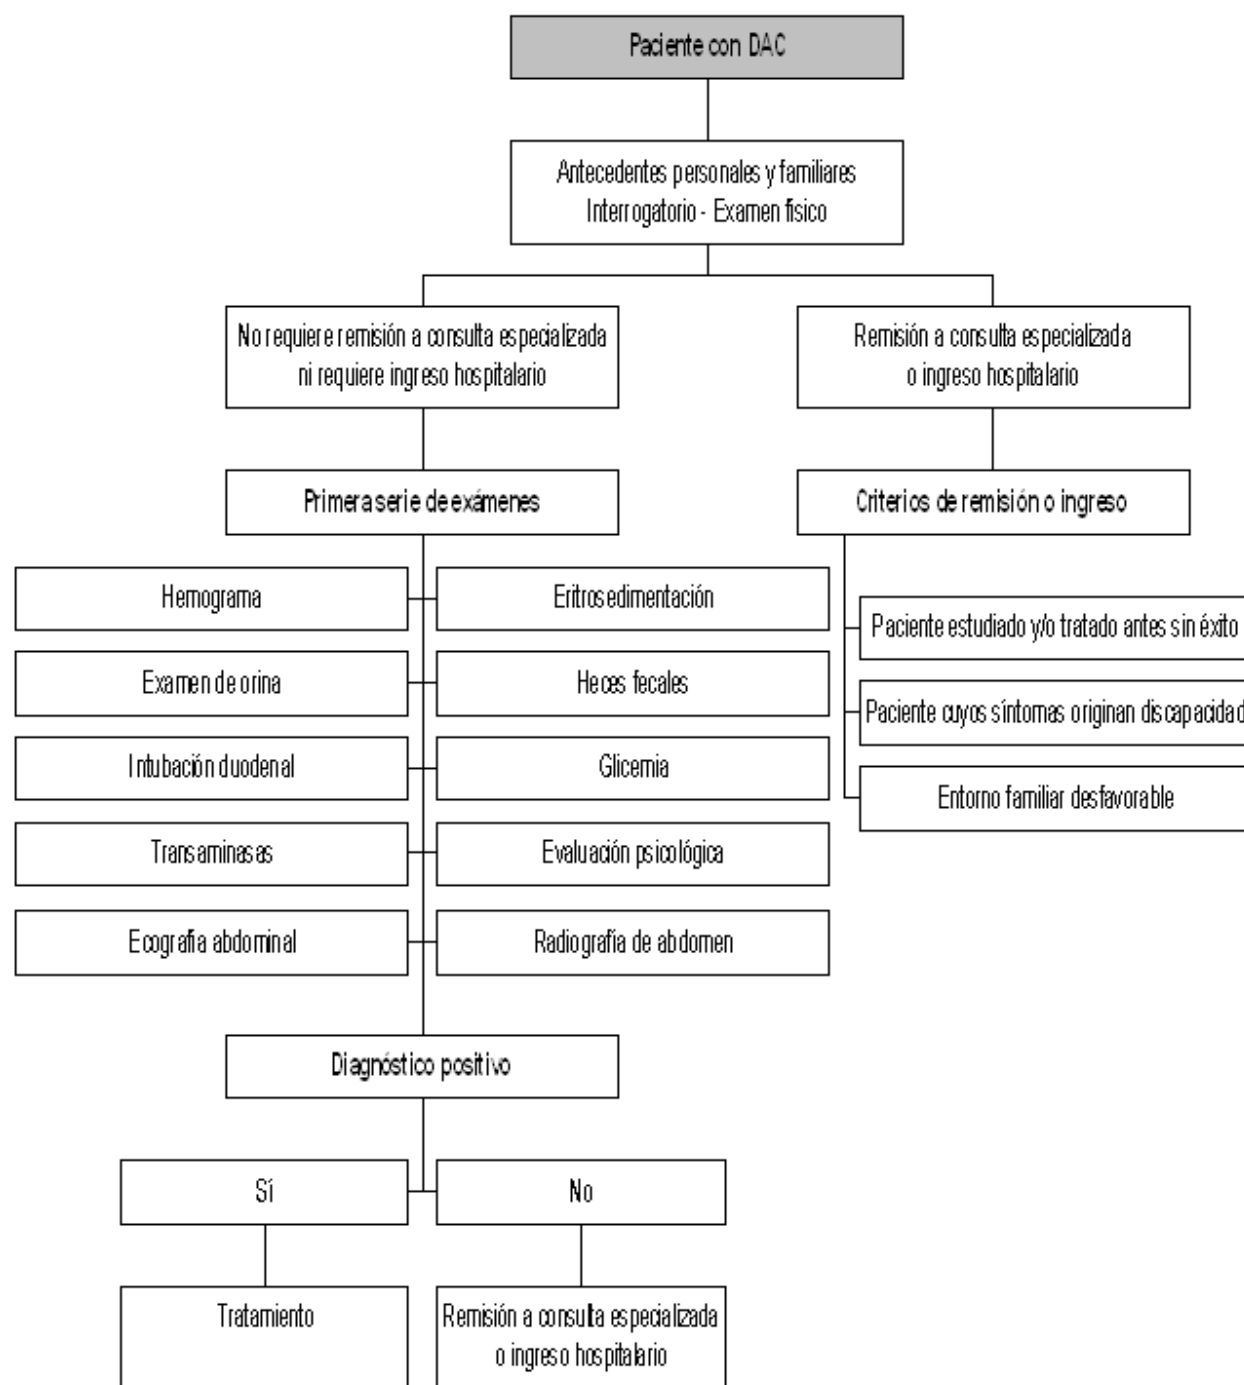 Paciente con DAC
Antecedentes personales y familiares
Interrogatorio - Examen físico
No requiere remisión a consulta especializada
ni requiere ingreso hospitalario
Remisión a consulta especializada
o ingreso hospitalario
Primera serie de exámenes
Criterios de remisión o ingreso
Hemograma
Eritrosedimentación
Paciente estudiado y/o tratado antes sin éxito
Examen de orina
Heces fecales
Paciente cuyos síntomas originan discapacidad
Intubación duodenal
Glicemia
Entorno familiar desfavorable
Transaminasas
Evaluación psicológica
Ecografía abdominal
Radiografía de abdomen
Diagnóstico positivo
Sí
No
Tratamiento
Remisión a consulta especializada
o ingreso hospitalario